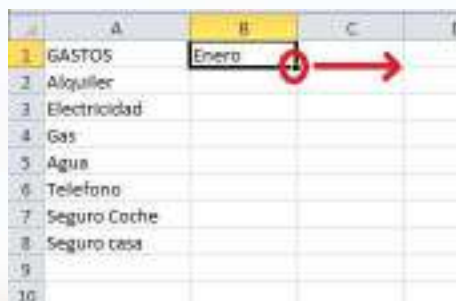 A B C
1 GASTOS Enero
2 Alquiler
3 Electricidad
4 Gas
5 Agua
6 Telefono
7 Seguro Coche
8 Seguro casa
9
10